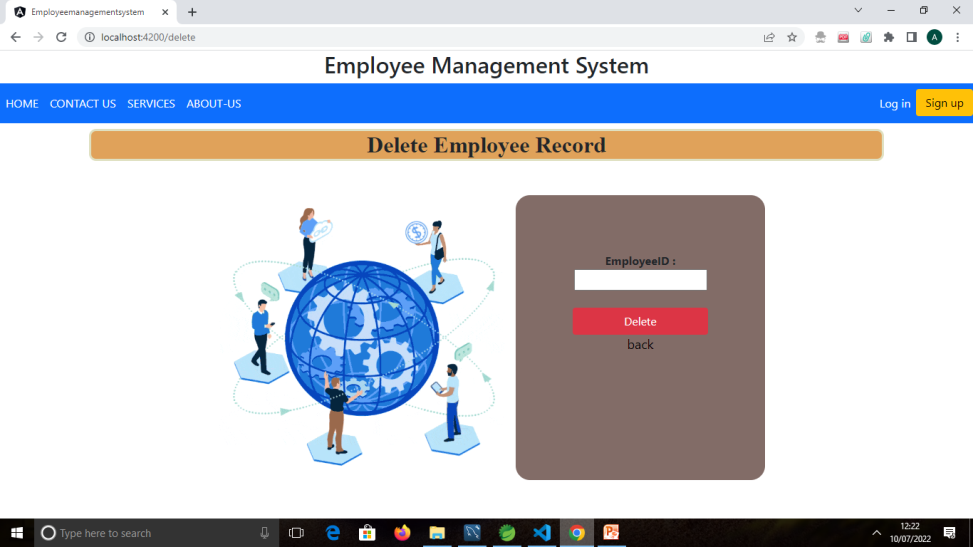 Employeemanagementsystem
localhost:4200/delete
A
Employee Management System
HOME CONTACT US SERVICES ABOUT-US Log in Sign up
Delete Employee Record
EmployeeID :
Delete
back
Type here to search
12:22
10/07/2022